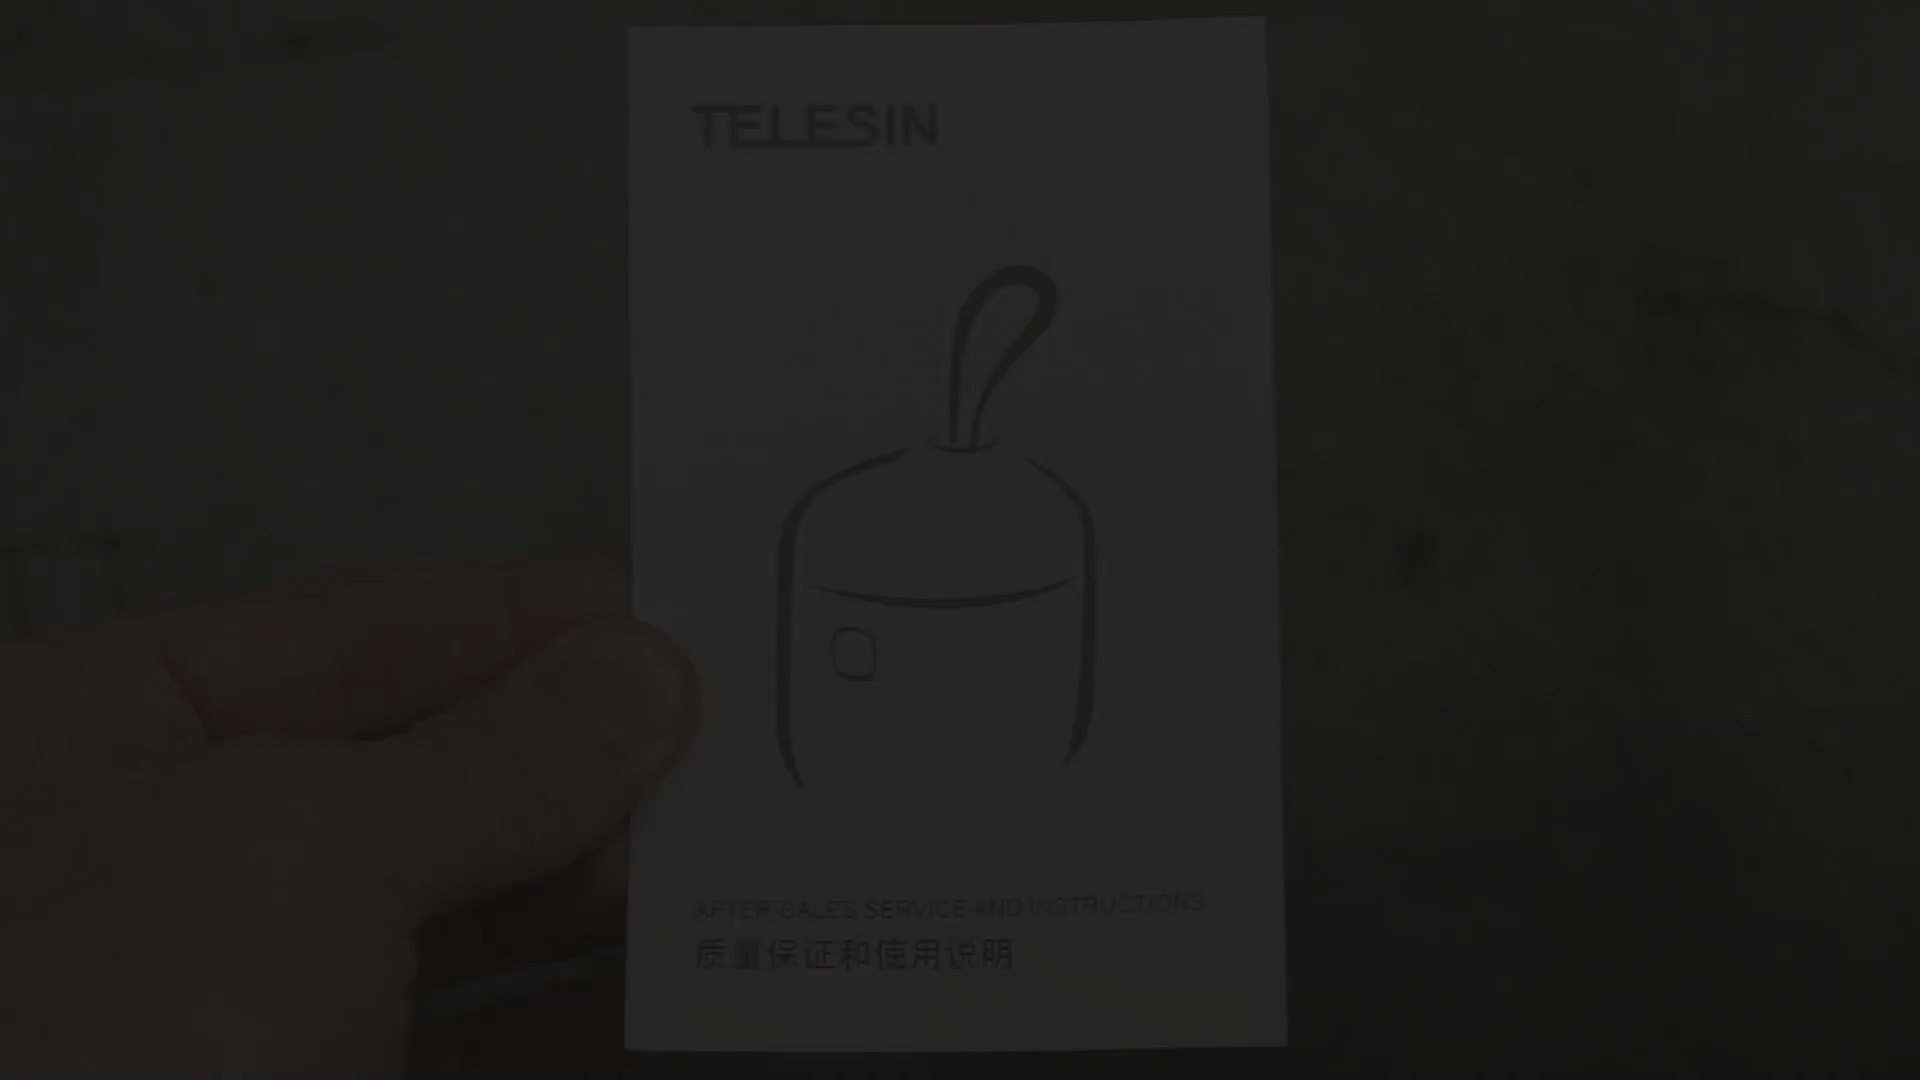 TELESIN
AFTER-SALES SERVICE AND INSTRUCTIONS
质量保证和使用说明